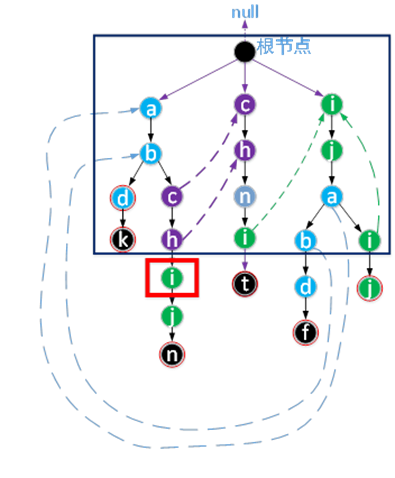 null
根节点
a c i
b h j
d c n a
k h i b i
i t d j
j f
n